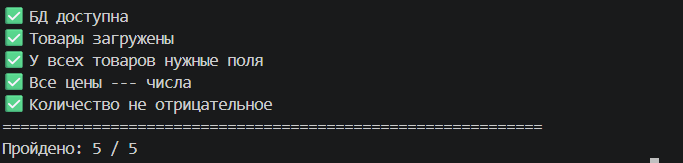 ✅ БД доступна
✅ Товары загружены
✅ У всех товаров нужные поля
✅ Все цены --- числа
✅ Количество не отрицательное
============================================================
Пройдено: 5 / 5